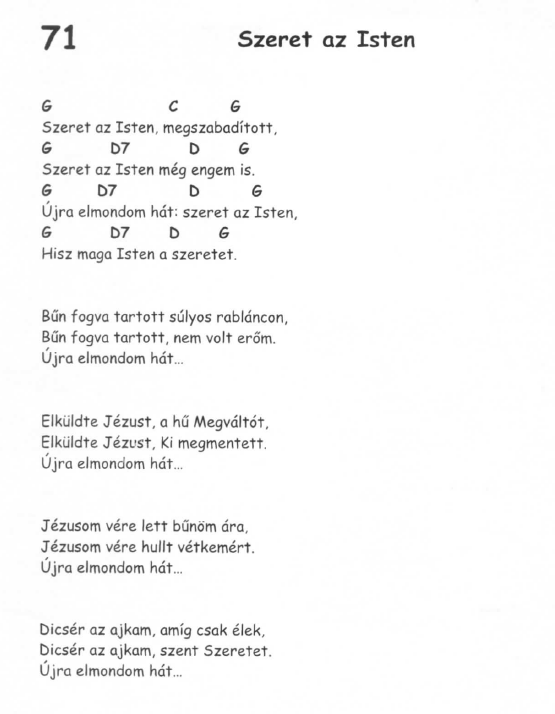 71 Szeret az Isten
G C G
Szeret az Isten, megszabadított,
G D7 D G
Szeret az Isten még engem is.
G D7 D G
Újra elmondom hát: szeret az Isten,
G D7 D G
Hisz maga Isten a szeretet.
Bűn fogva tartott súlyos rabláncon,
Bűn fogva tartott, nem volt erőm.
Újra elmondom hát...
Elküldte Jézust, a hű Megváltót,
Elküldte Jézust, Ki megmentett.
Újra elmondom hát...
Jézusom vére lett bűnöm ára,
Jézusom vére hullt vétkemért.
Újra elmondom hát...
Dicsér az ajkam, amíg csak élek,
Dicsér az ajkam, szent Szeretet.
Újra elmondom hát...